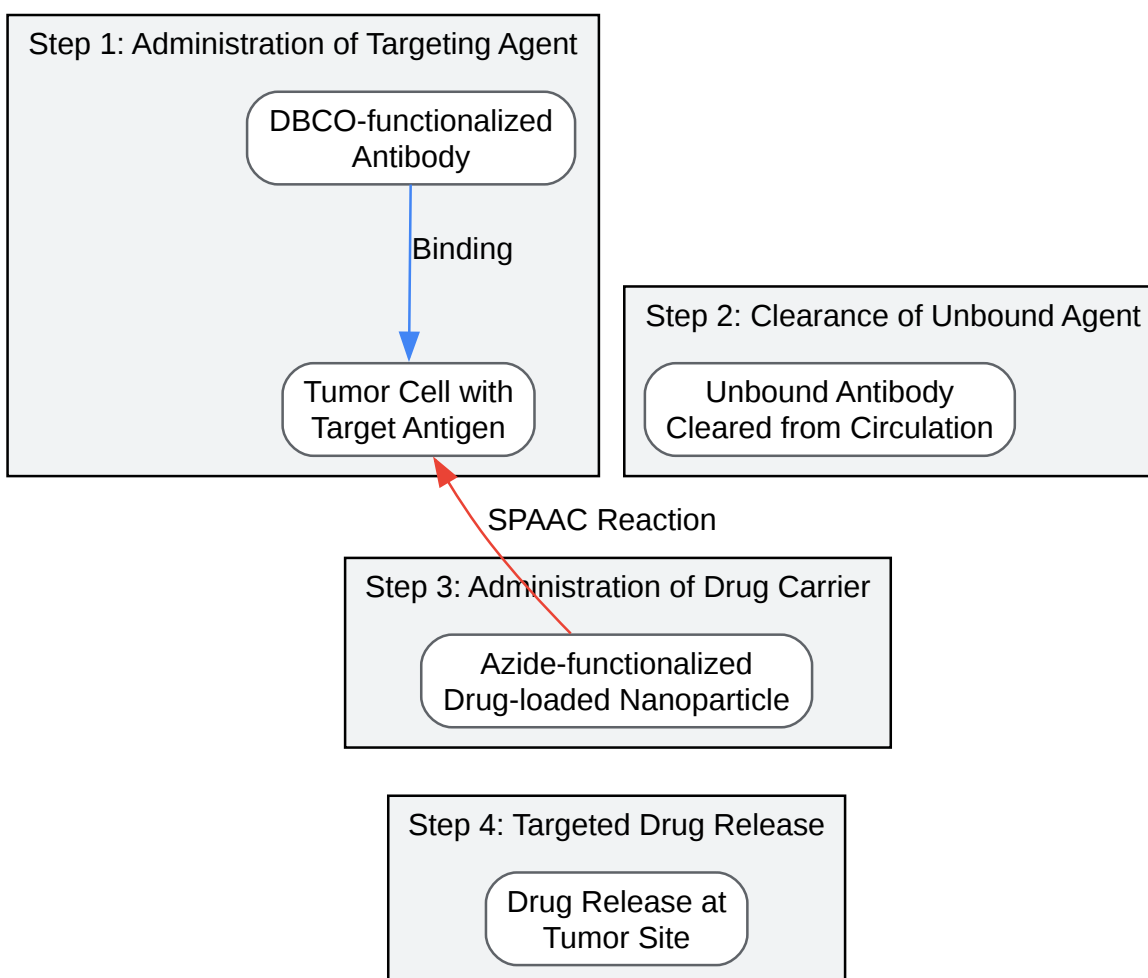 Step 1: Administration of Targeting Agent
DBCO-functionalized
Antibody
Binding
Tumor Cell with
Target Antigen
Step 2: Clearance of Unbound Agent
Unbound Antibody
Cleared from Circulation
SPAAC Reaction
Step 3: Administration of Drug Carrier
Azide-functionalized
Drug-loaded Nanoparticle
Step 4: Targeted Drug Release
Drug Release at
Tumor Site